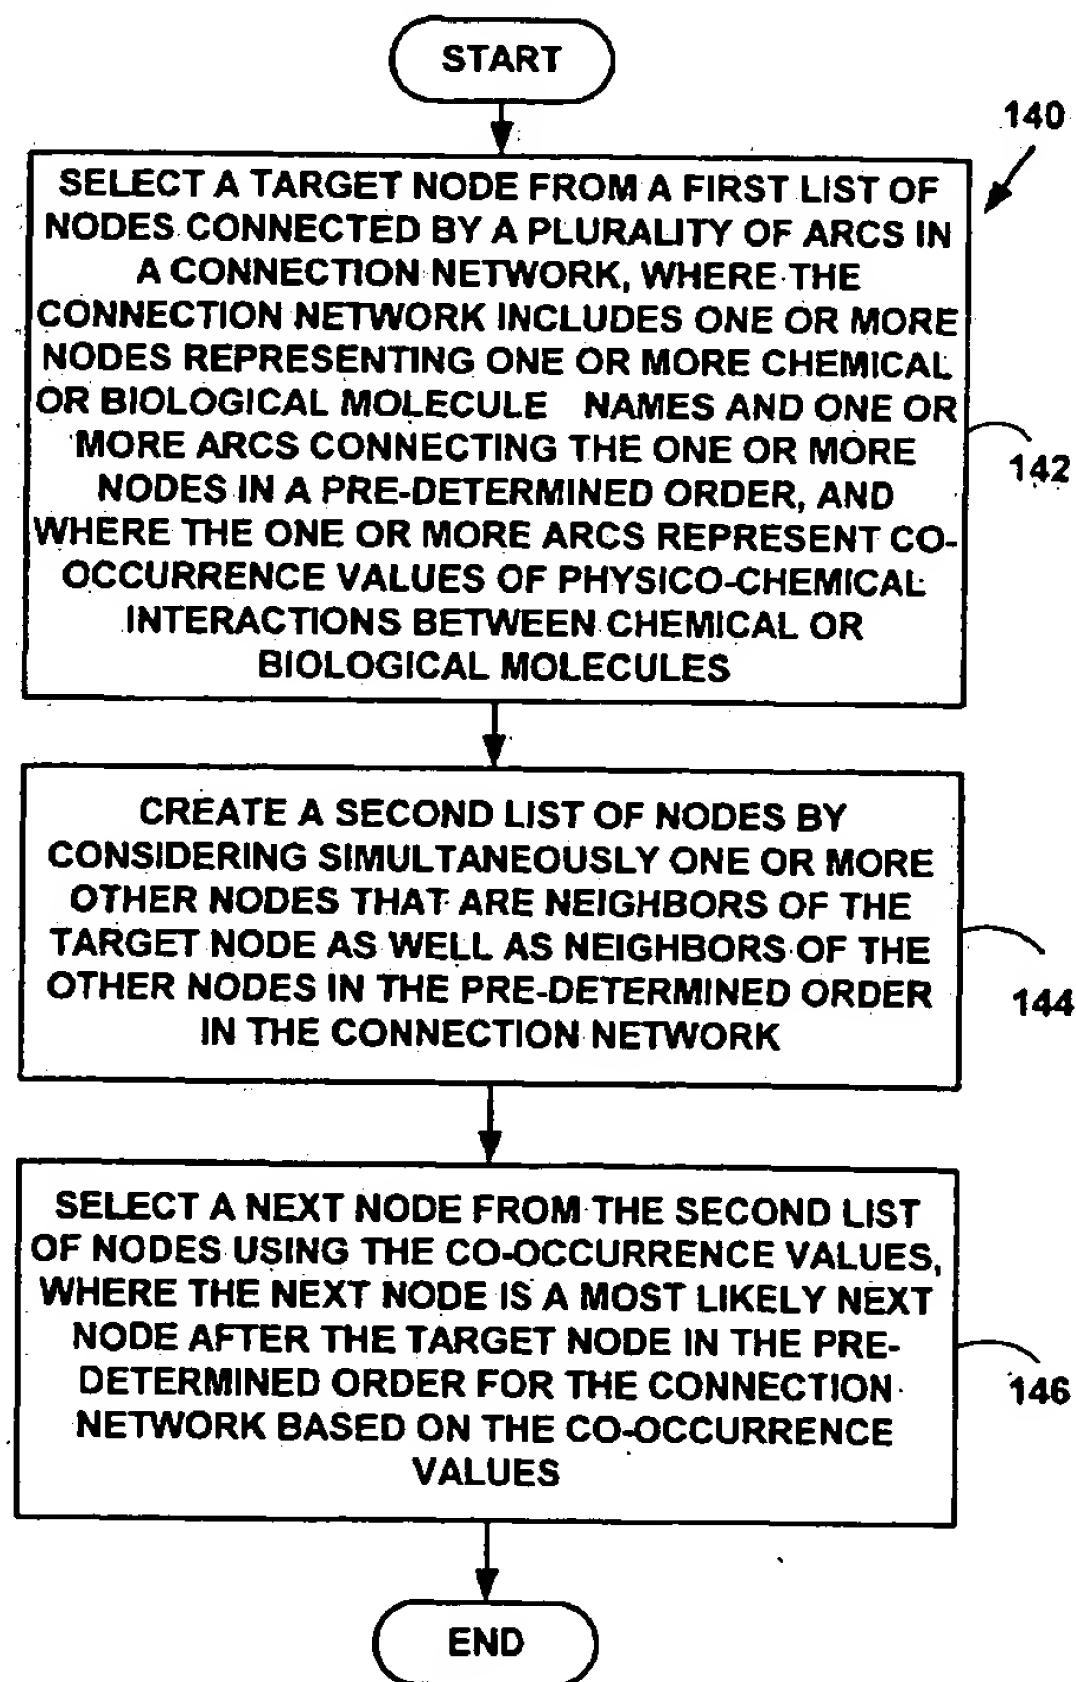 START
140
SELECT A TARGET NODE FROM A FIRST LIST OF
NODES CONNECTED BY A PLURALITY OF ARCS IN
A CONNECTION NETWORK, WHERE THE
CONNECTION NETWORK INCLUDES ONE OR MORE
NODES REPRESENTING ONE OR MORE CHEMICAL
OR BIOLOGICAL MOLECULE NAMES AND ONE OR
MORE ARCS CONNECTING THE ONE OR MORE
NODES IN A PRE-DETERMINED ORDER, AND
WHERE THE ONE OR MORE ARCS REPRESENT CO-
OCCURRENCE VALUES OF PHYSICO-CHEMICAL
INTERACTIONS BETWEEN CHEMICAL OR
BIOLOGICAL MOLECULES
142
CREATE A SECOND LIST OF NODES BY
CONSIDERING SIMULTANEOUSLY ONE OR MORE
OTHER NODES THAT ARE NEIGHBORS OF THE
TARGET NODE AS WELL AS NEIGHBORS OF THE
OTHER NODES IN THE PRE-DETERMINED ORDER
IN THE CONNECTION NETWORK
144
SELECT A NEXT NODE FROM THE SECOND LIST
OF NODES USING THE CO-OCCURRENCE VALUES,
WHERE THE NEXT NODE IS A MOST LIKELY NEXT
NODE AFTER THE TARGET NODE IN THE PRE-
DETERMINED ORDER FOR THE CONNECTION
NETWORK BASED ON THE CO-OCCURRENCE
VALUES
146
END